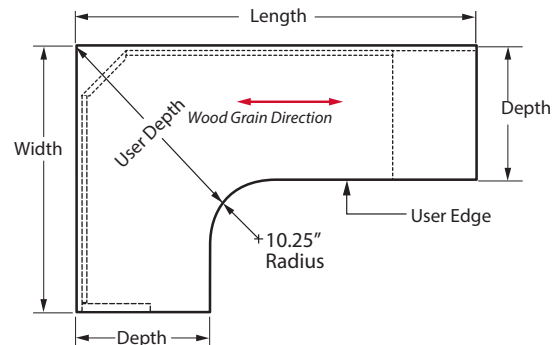 Length
Depth
Width
User Depth
Wood Grain Direction
User Edge
10.25”
Radius
Depth